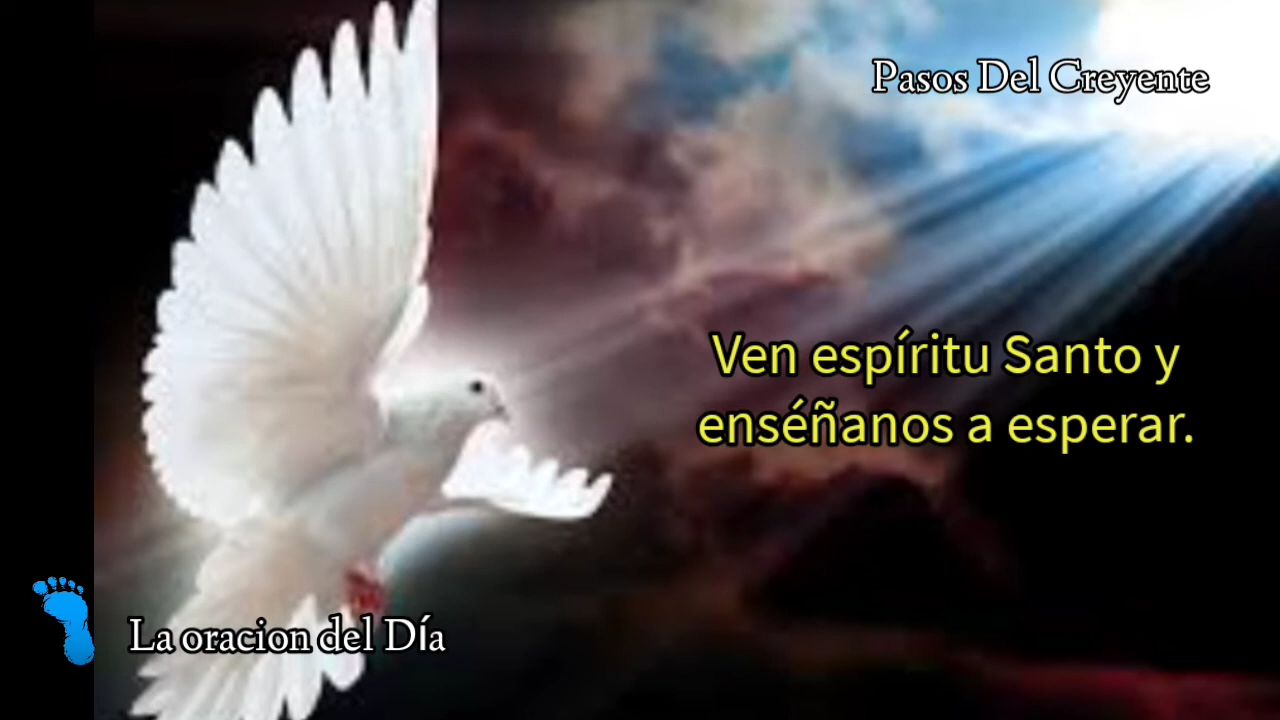 Pasos Del Creyente
Ven espíritu Santo y
enséñanos a esperar.
La oracion del Día